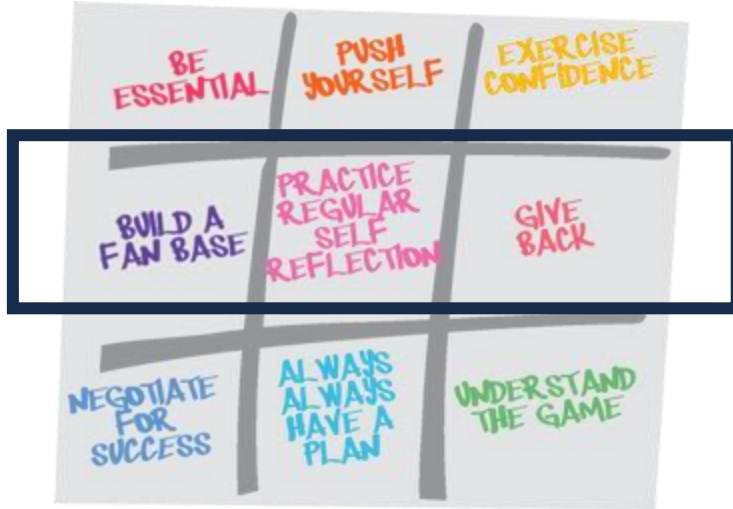 BE
ESSENTIAL
PUSH
YOURSELF
EXERCISE
CONFIDENCE
BUILD A
FAN BASE
PRACTICE
REGULAR
SELF
REFLECTION
GIVE
BACK
NEGOTIATE
FOR
SUCCESS
ALWAYS
ALWAYS
HAVE A
PLAN
UNDERSTAND
THE GAME